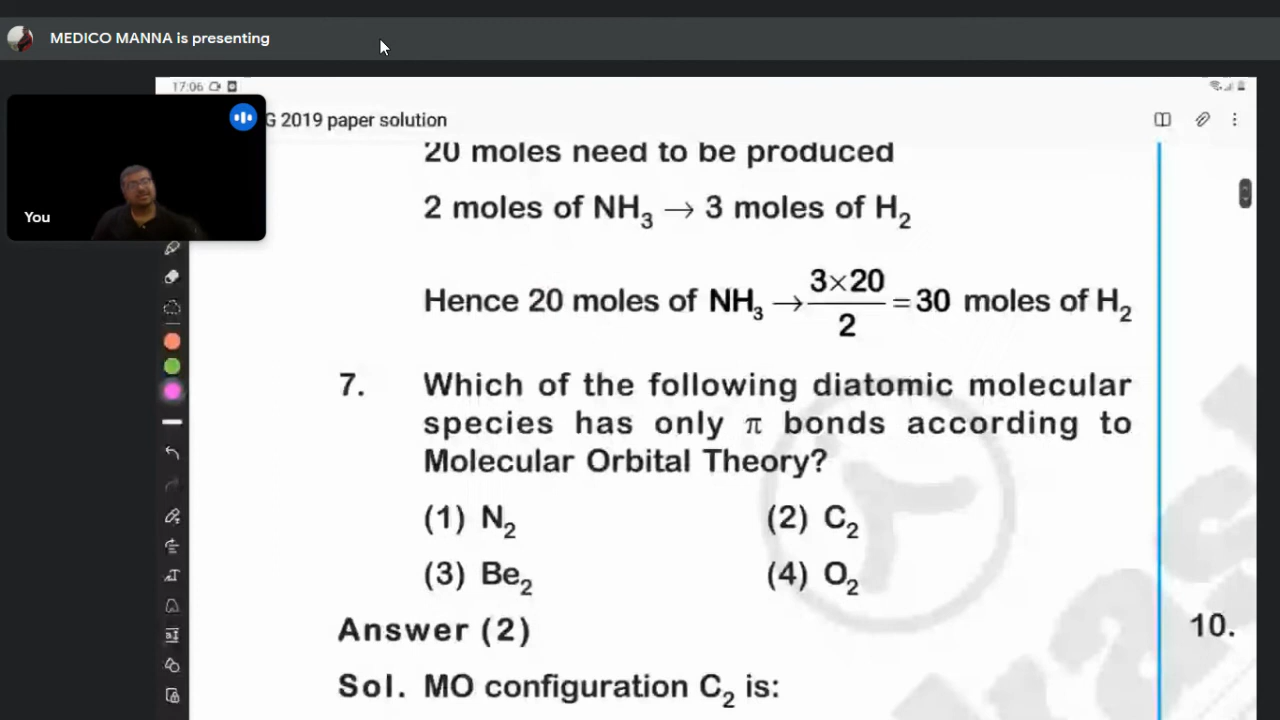 MEDICO MANNA is presenting
17:06
You
G 2019 paper solution
20 moles need to be produced
2 moles of NH₃ → 3 moles of H₂
Hence 20 moles of NH₃ → 3×20/2 = 30 moles of H₂
7. Which of the following diatomic molecular
species has only π bonds according to
Molecular Orbital Theory?
(1) N₂ (2) C₂
(3) Be₂ (4) O₂
Answer (2)
Sol. MO configuration C₂ is:
10.